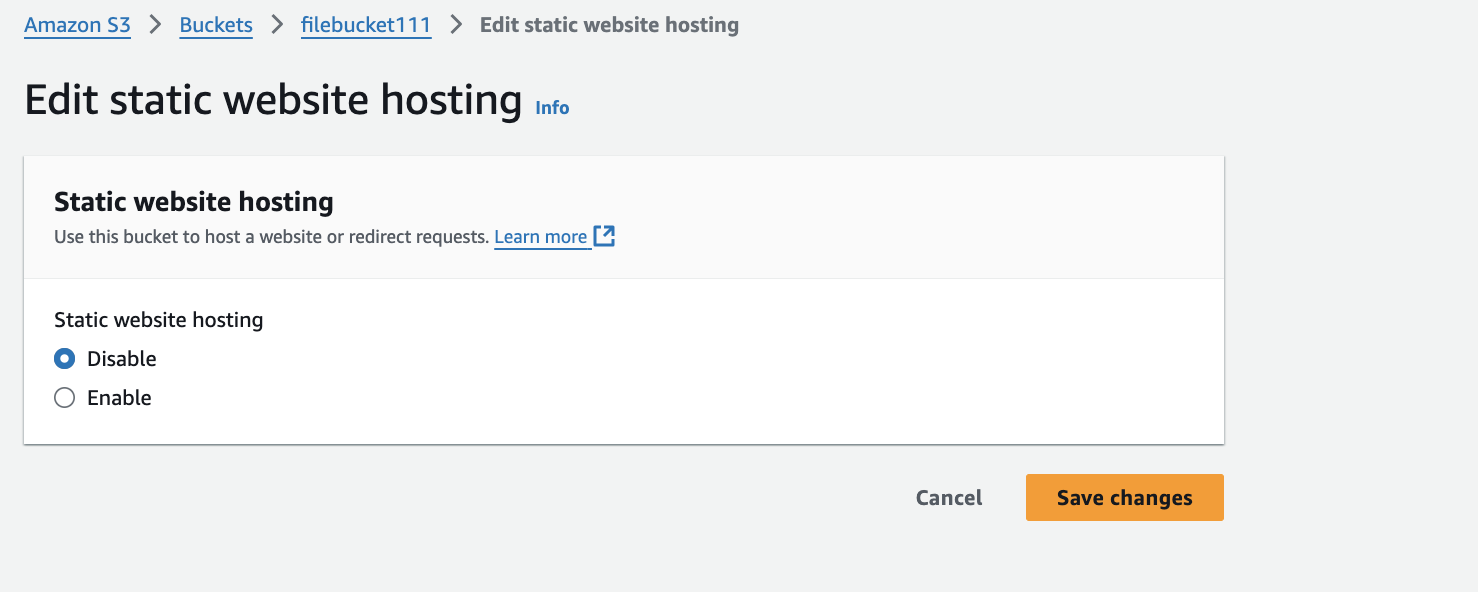 Amazon S3 > Buckets > filebucket111 > Edit static website hosting
Edit static website hosting Info
Static website hosting
Use this bucket to host a website or redirect requests. Learn more
Static website hosting
Disable
Enable
Cancel Save changes